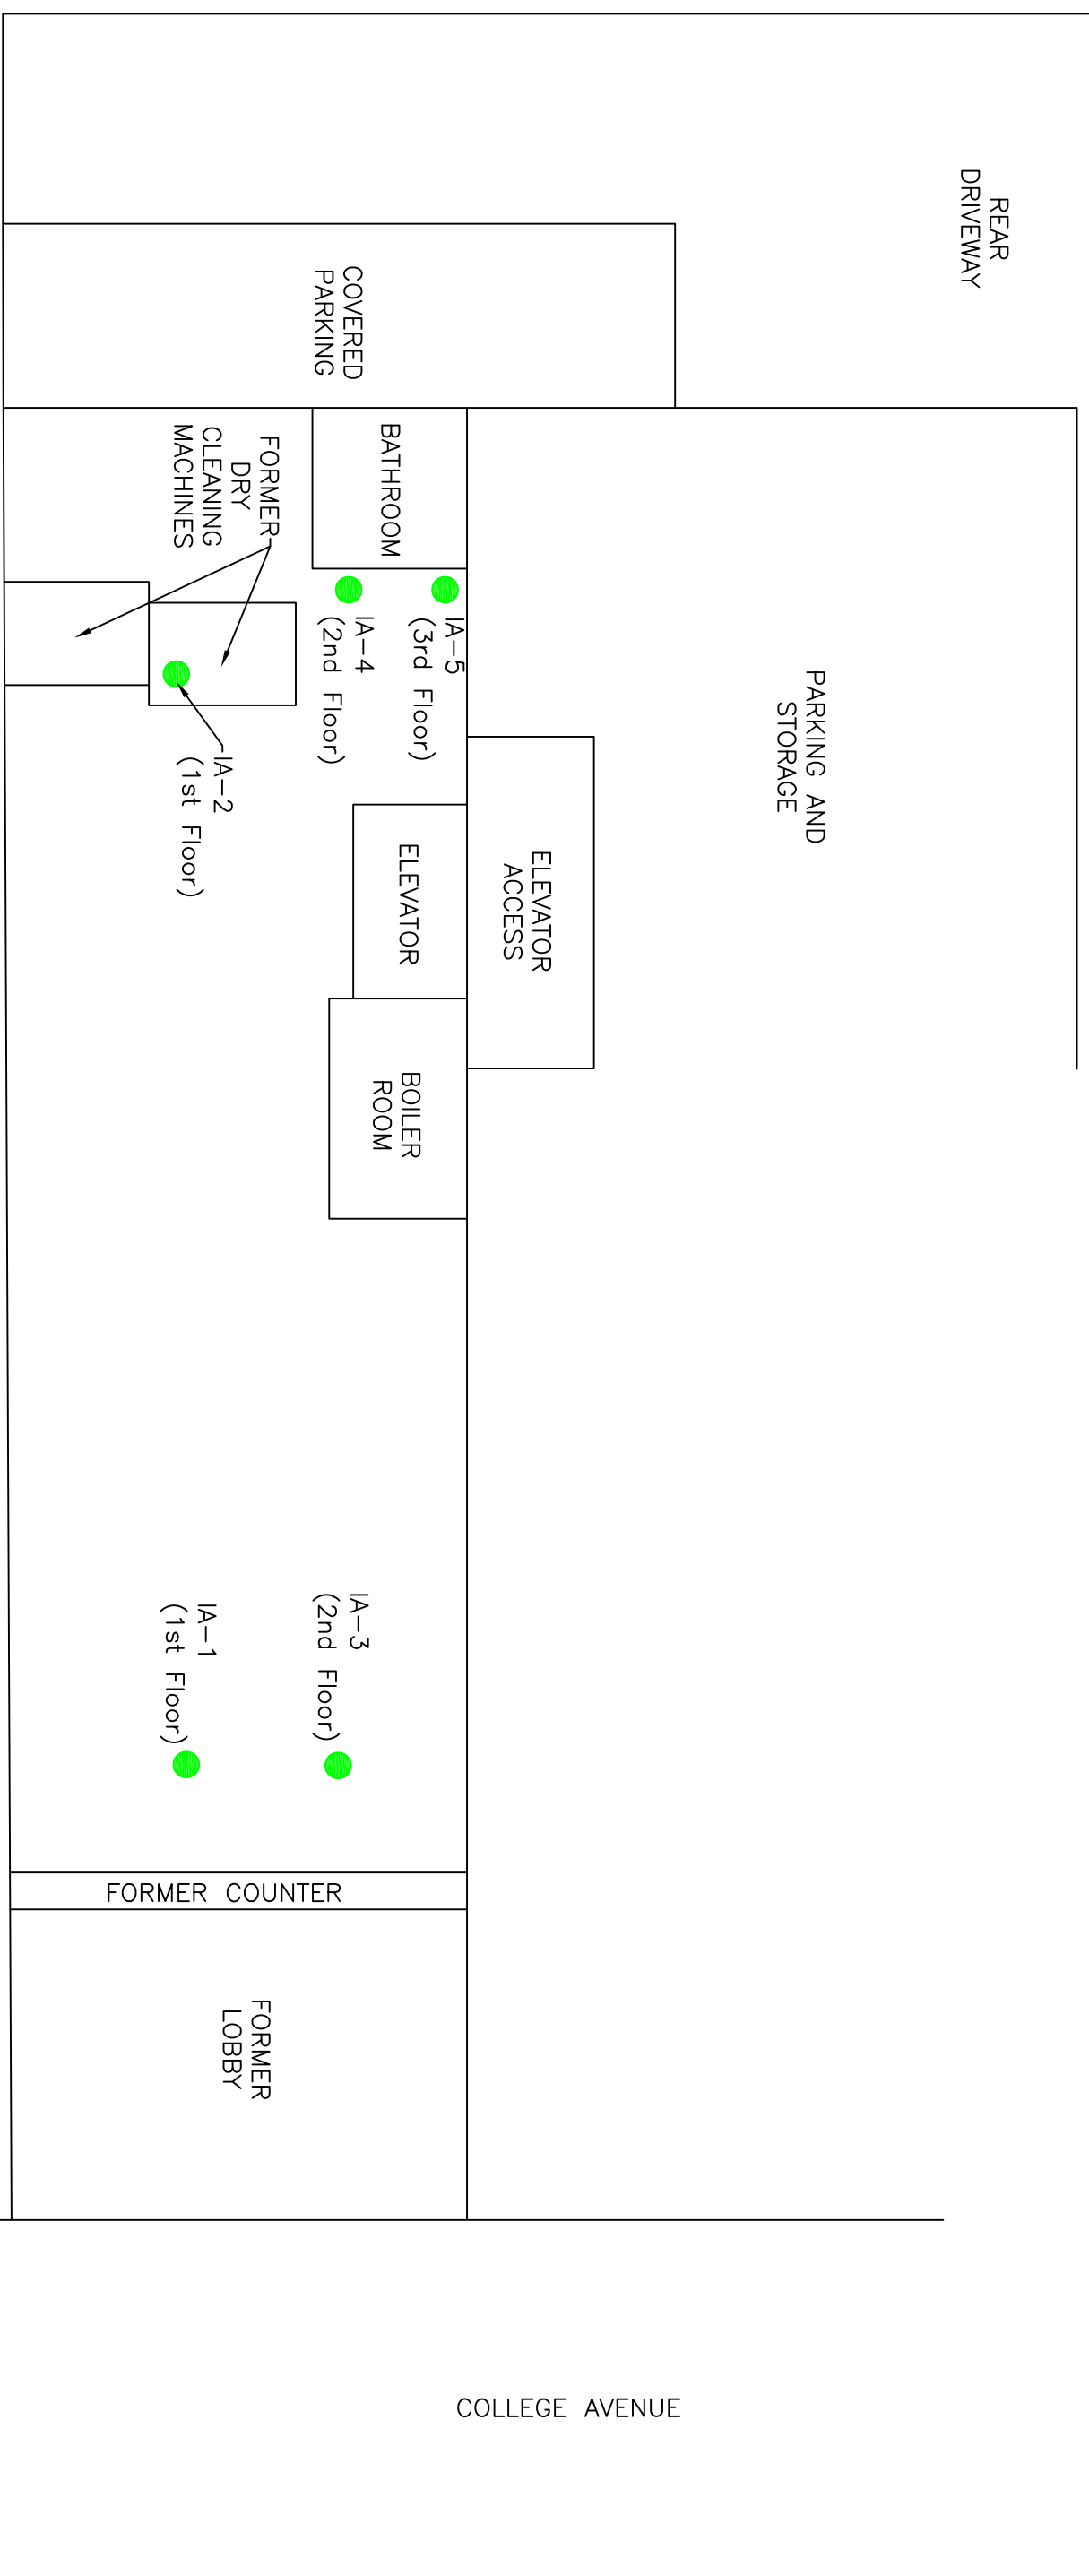 REAR
DRIVEWAY
COVERED
PARKING
BATHROOM
FORMER
DRY
CLEANING
MACHINES
IA-5
(3rd Floor)
IA-4
(2nd Floor)
IA-2
(1st Floor)
PARKING AND
STORAGE
ELEVATOR
ACCESS
ELEVATOR
BOILER
ROOM
IA-3
(2nd Floor)
IA-1
(1st Floor)
FORMER COUNTER
FORMER
LOBBY
COLLEGE AVENUE